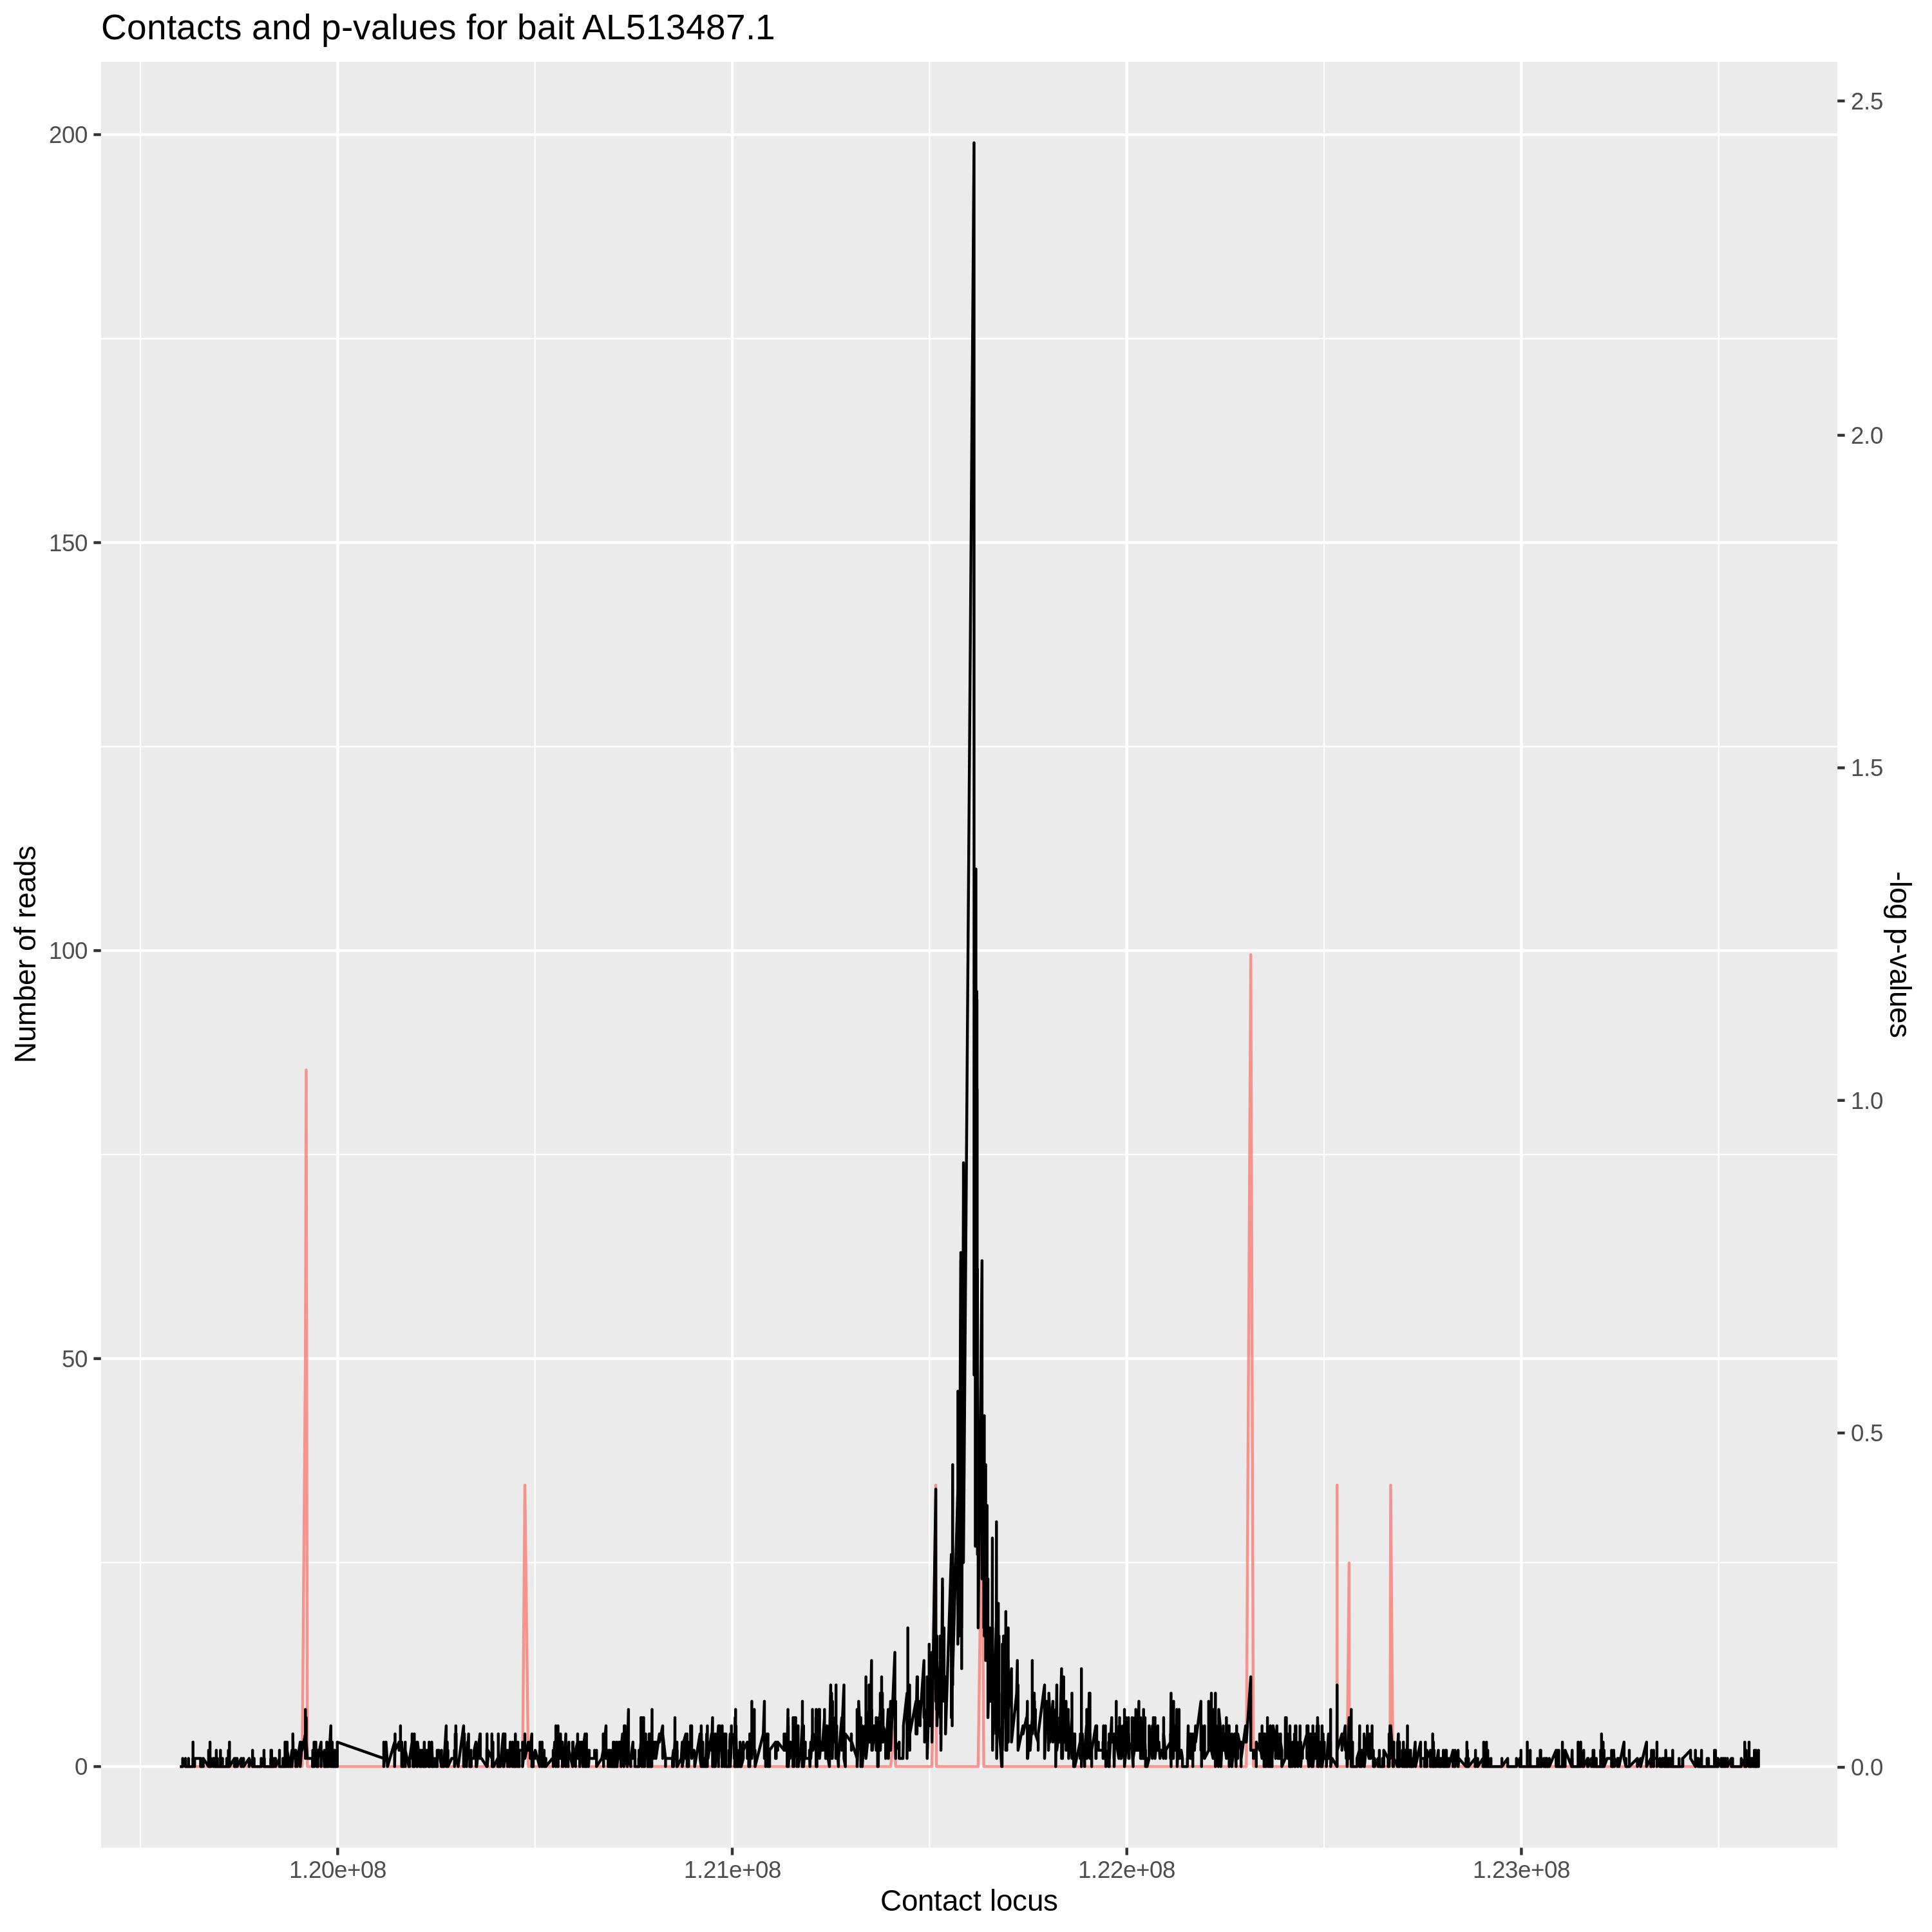 Contacts and p-values for bait AL513487.1
200
150
100
50
0
Number of reads
2.5
2.0
1.5
1.0
0.5
0.0
-log p-values
1.20e+08 1.21e+08 1.22e+08 1.23e+08
Contact locus